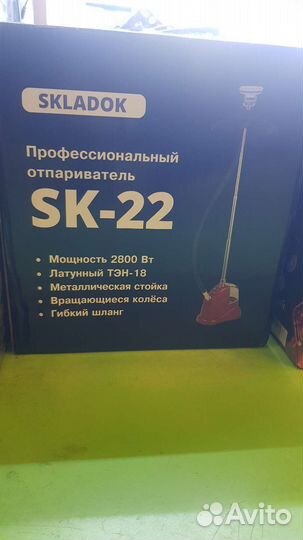 SKLADOK
Профессиональный
отпариватель
SK-22
• Мощность 2800 Вт
• Латунный ТЭН-18
• Металлическая стойка
• Вращающиеся колёса
• Гибкий шланг
Avito